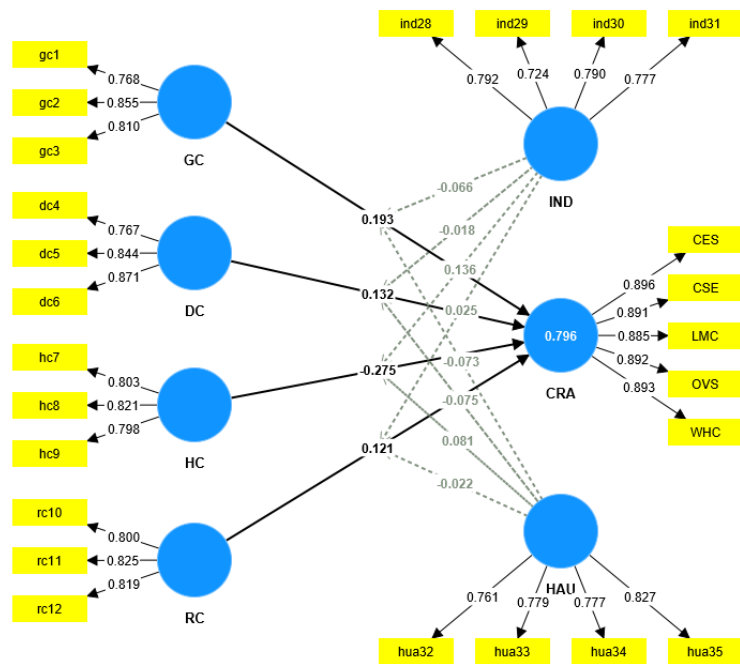 ind28
ind29
ind30
ind31
0.792
0.724
0.790
0.777
IND
gc1
gc2
gc3
0.768
0.855
0.810
GC
dc4
dc5
dc6
0.767
0.844
0.871
DC
hc7
hc8
hc9
0.803
0.821
0.798
HC
rc10
rc11
rc12
0.800
0.825
0.819
RC
-0.066
0.193
-0.018
0.136
0.132
0.025
-0.073
-0.275
-0.075
0.081
0.121
-0.022
0.796
CRA
0.896
0.891
0.885
0.892
0.893
CES
CSE
LMC
OVS
WHC
HAU
0.761
0.779
0.777
0.827
hua32
hua33
hua34
hua35